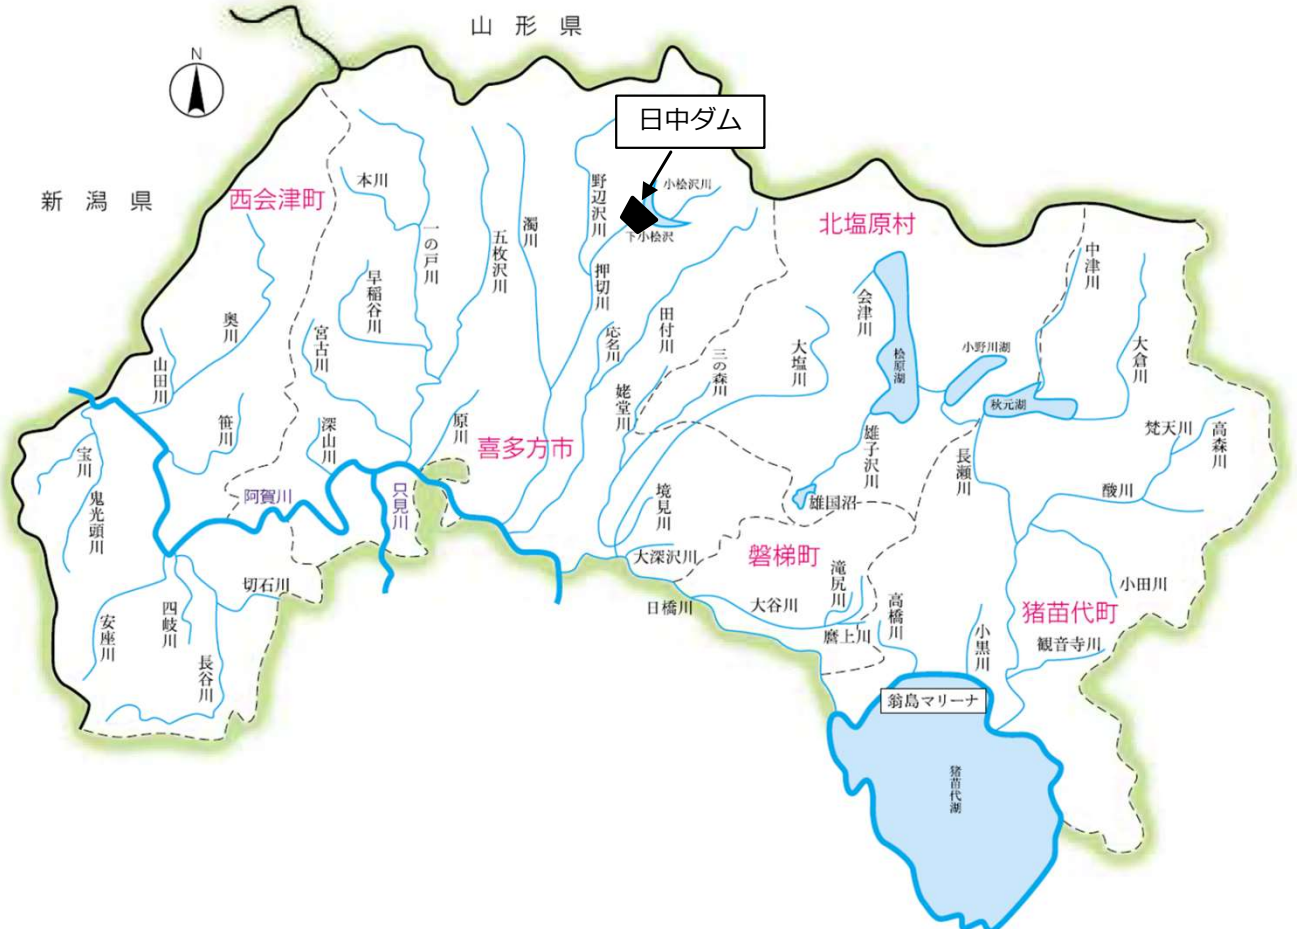 山形県
N
日中ダム
新潟県
西会津町
本川
一の戸川
五枚沢川
濁川
野辺沢川
小桧沢川
下小桧沢
北塩原村
中津川
早稲谷川
押切川
田付川
会津川
奥川
宮古川
応名川
三の森川
大塩川
桧原湖
小野川湖
大倉川
山田川
姥堂川
秋元湖
笹川
深山川
原川
喜多方市
雄子沢川
長瀬川
梵天川
高森川
宝川
鬼光頭川
阿賀川
只見川
境見川
雄国沼
酸川
大深沢川
磐梯町
滝尻川
小田川
切石川
日橋川
大谷川
高橋川
猪苗代町
安座川
四岐川
長谷川
磨上川
小黒川
観音寺川
翁島マリーナ
猪苗代湖